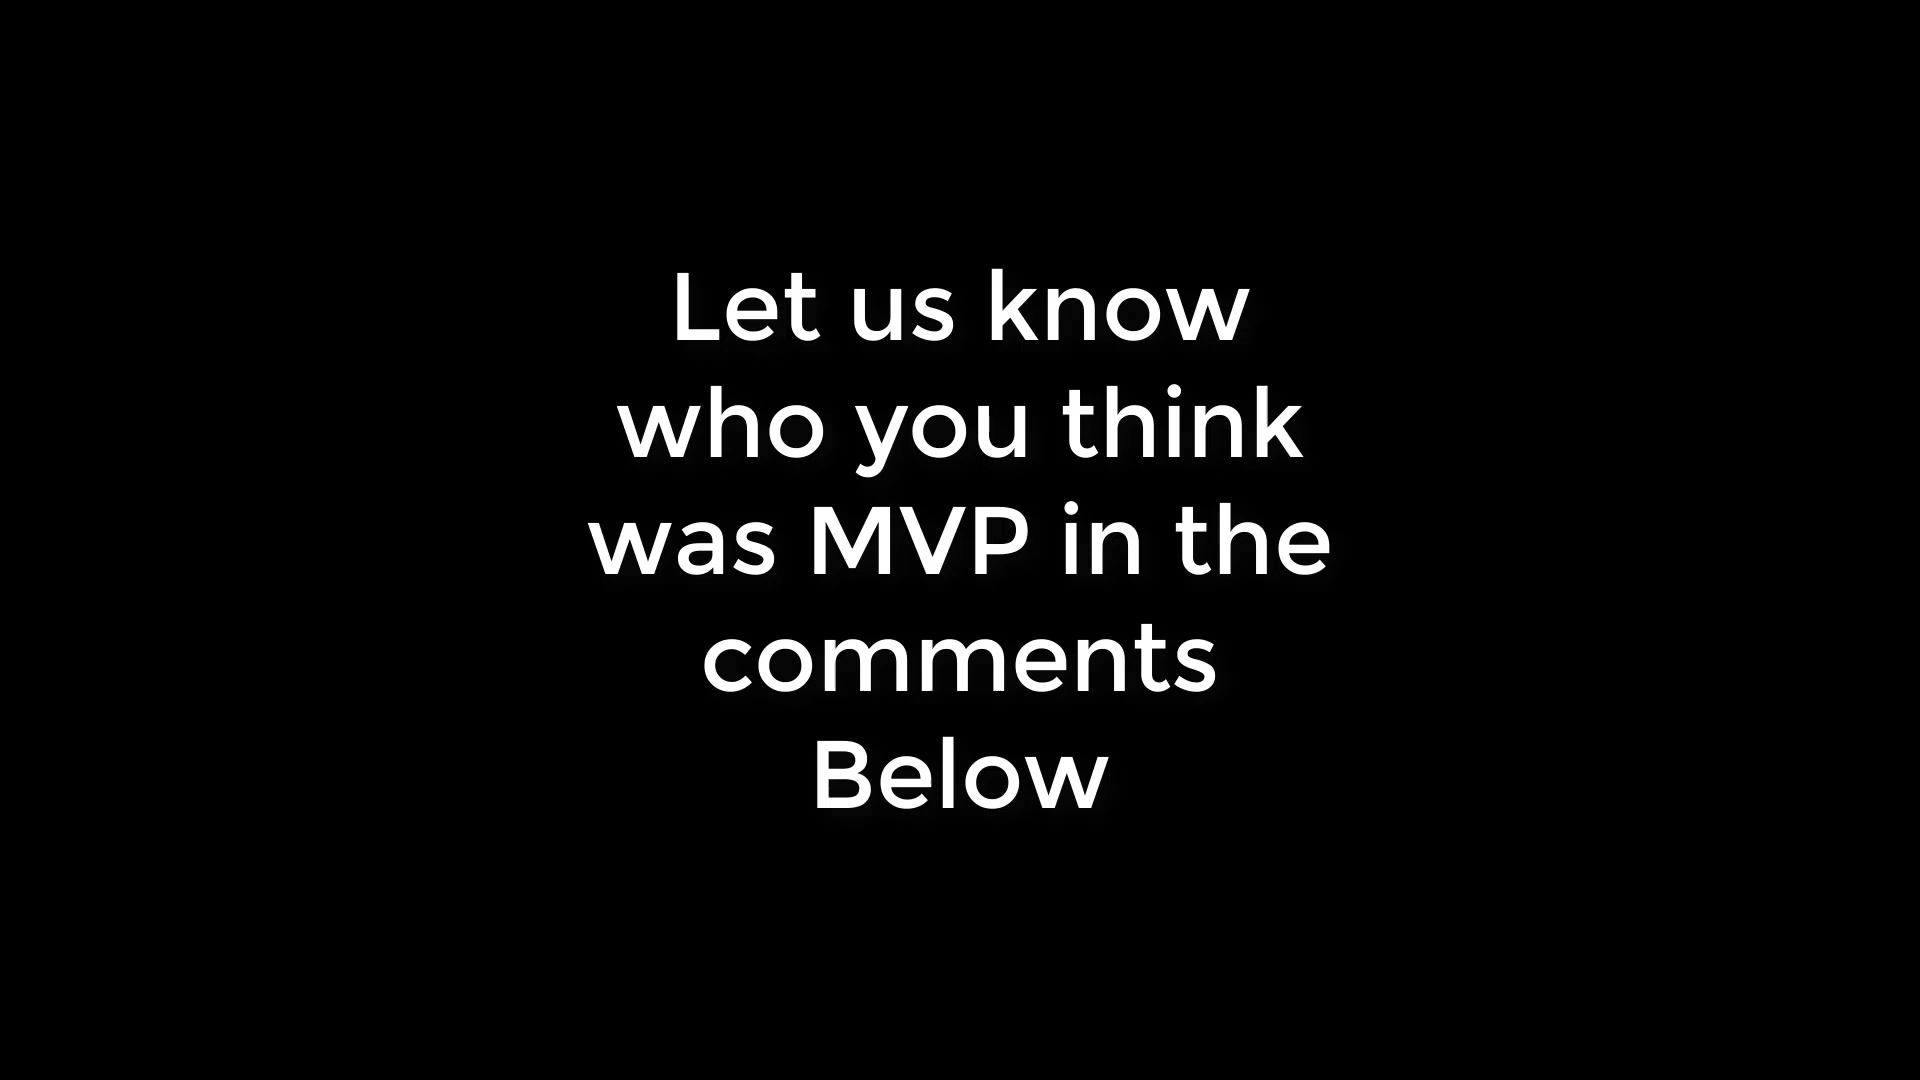 Let us know
who you think
was MVP in the
comments
Below